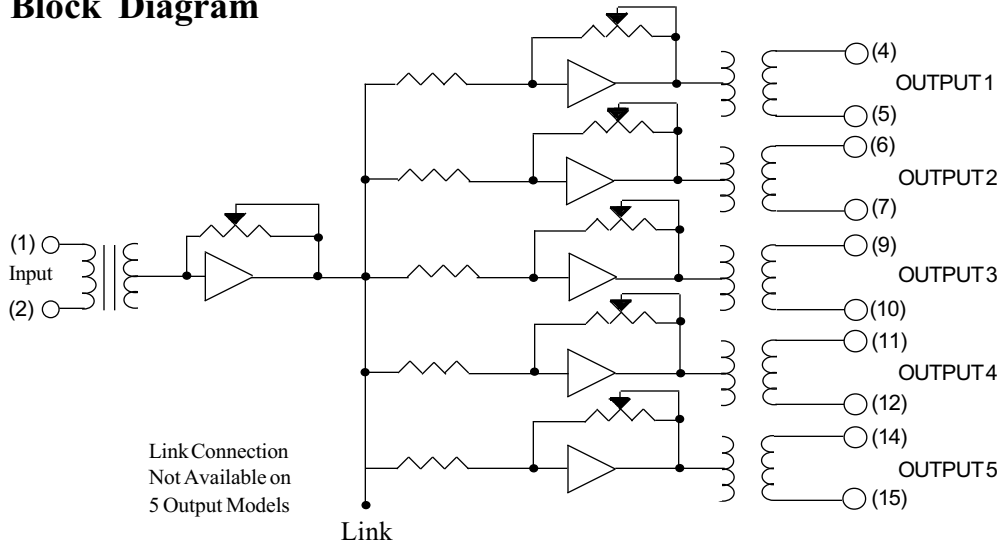 Block Diagram
(4)
OUTPUT 1
(5)
(6)
OUTPUT 2
(7)
(1)
Input
(2)
(9)
OUTPUT 3
(10)
(11)
OUTPUT 4
(12)
(14)
OUTPUT 5
(15)
Link Connection
Not Available on
5 Output Models
Link